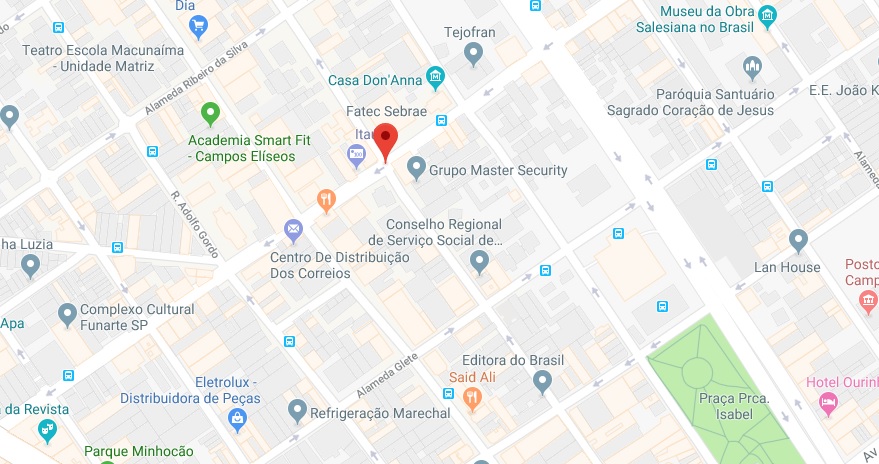 Dia
Museu da Obra
Salesiana no Brasil
Tejofran
Teatro Escola Macunaíma
- Unidade Matriz
Alameda Ribeiro da Silva
Casa Don'Anna
Paróquia Santuário
Sagrado Coração de Jesus
E.E. João K
Fatec Sebrae
Academia Smart Fit
- Campos Elíseos
Grupo Master Security
Alameda
R. Adolfo Gordo
Conselho Regional
de Serviço Social de...
ha Luzia
Centro De Distribuição
Dos Correios
Lan House
Posto
Camp
Complexo Cultural
Funarte SP
Apa
Alameda Glete
Editora do Brasil
Said Ali
Eletrolux -
Distribuidora de Peças
Hotel Ourinh
Praça Prca.
Isabel
a da Revista
Refrigeração Marechal
Parque Minhocão
Av